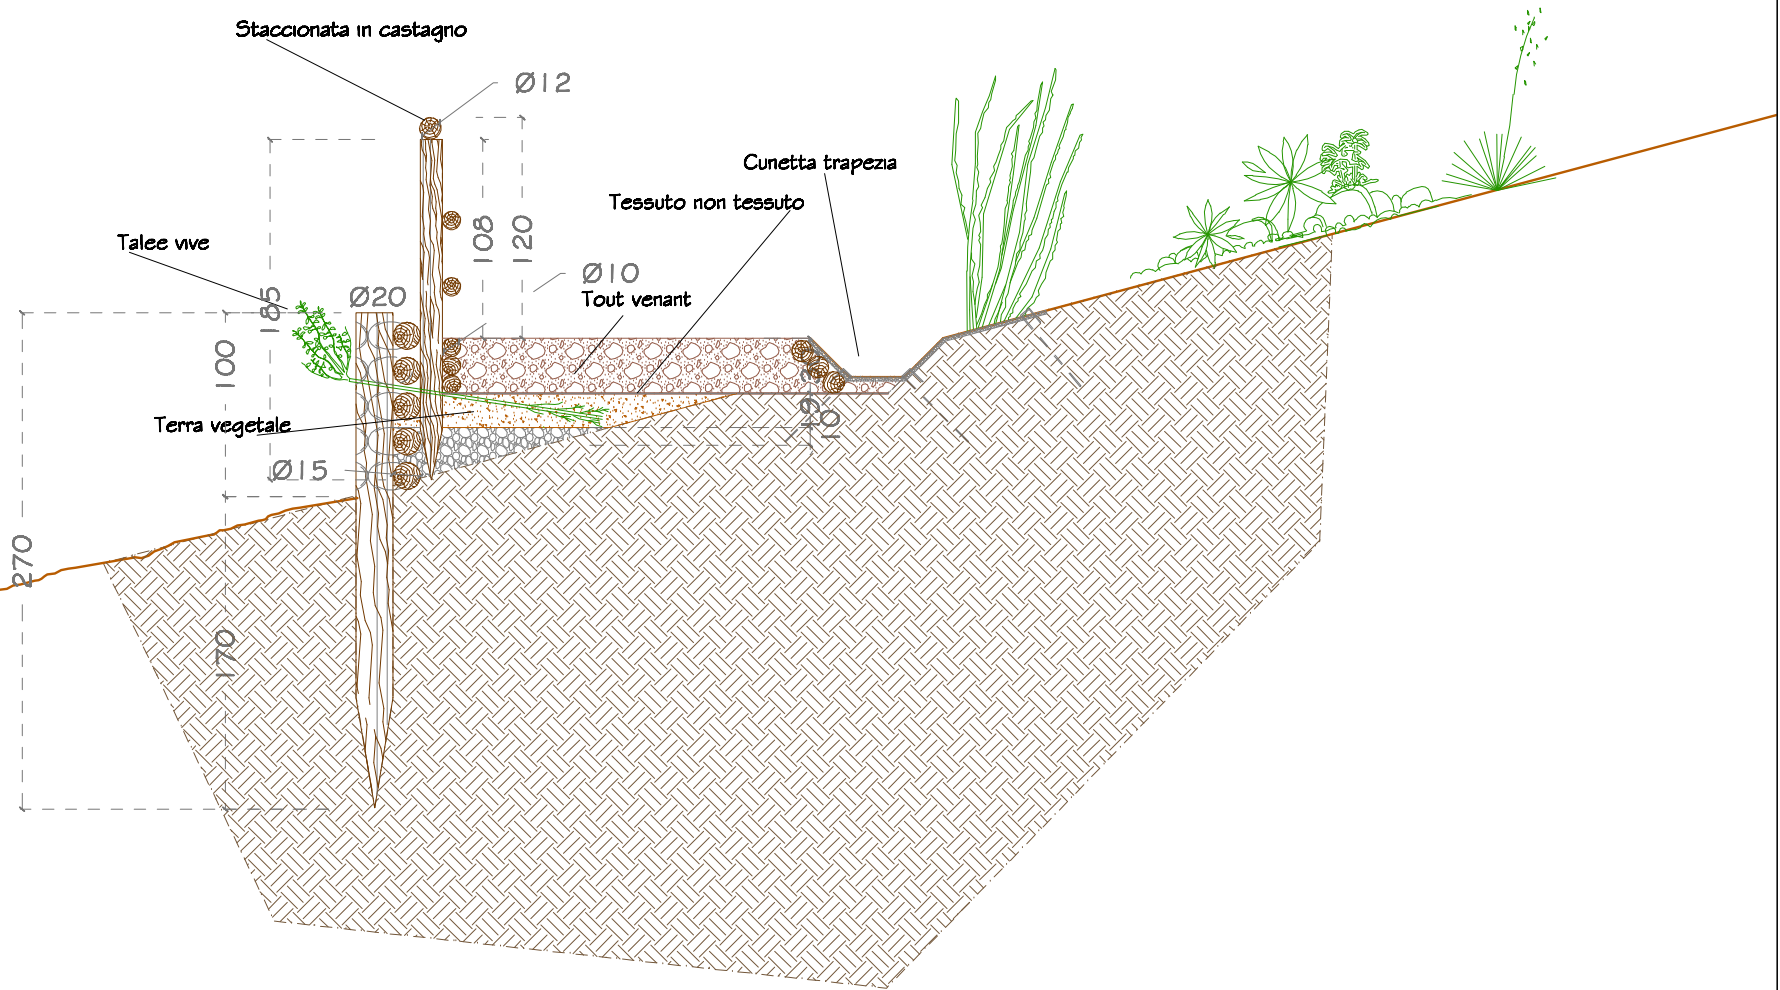 Staccionata in castagno
Ø12
Cunetta trapezia
Tessuto non tessuto
108
120
Talee vive
Ø10
Tout venant
Ø20
185
100
Terra vegetale
10
Ø15
270
170